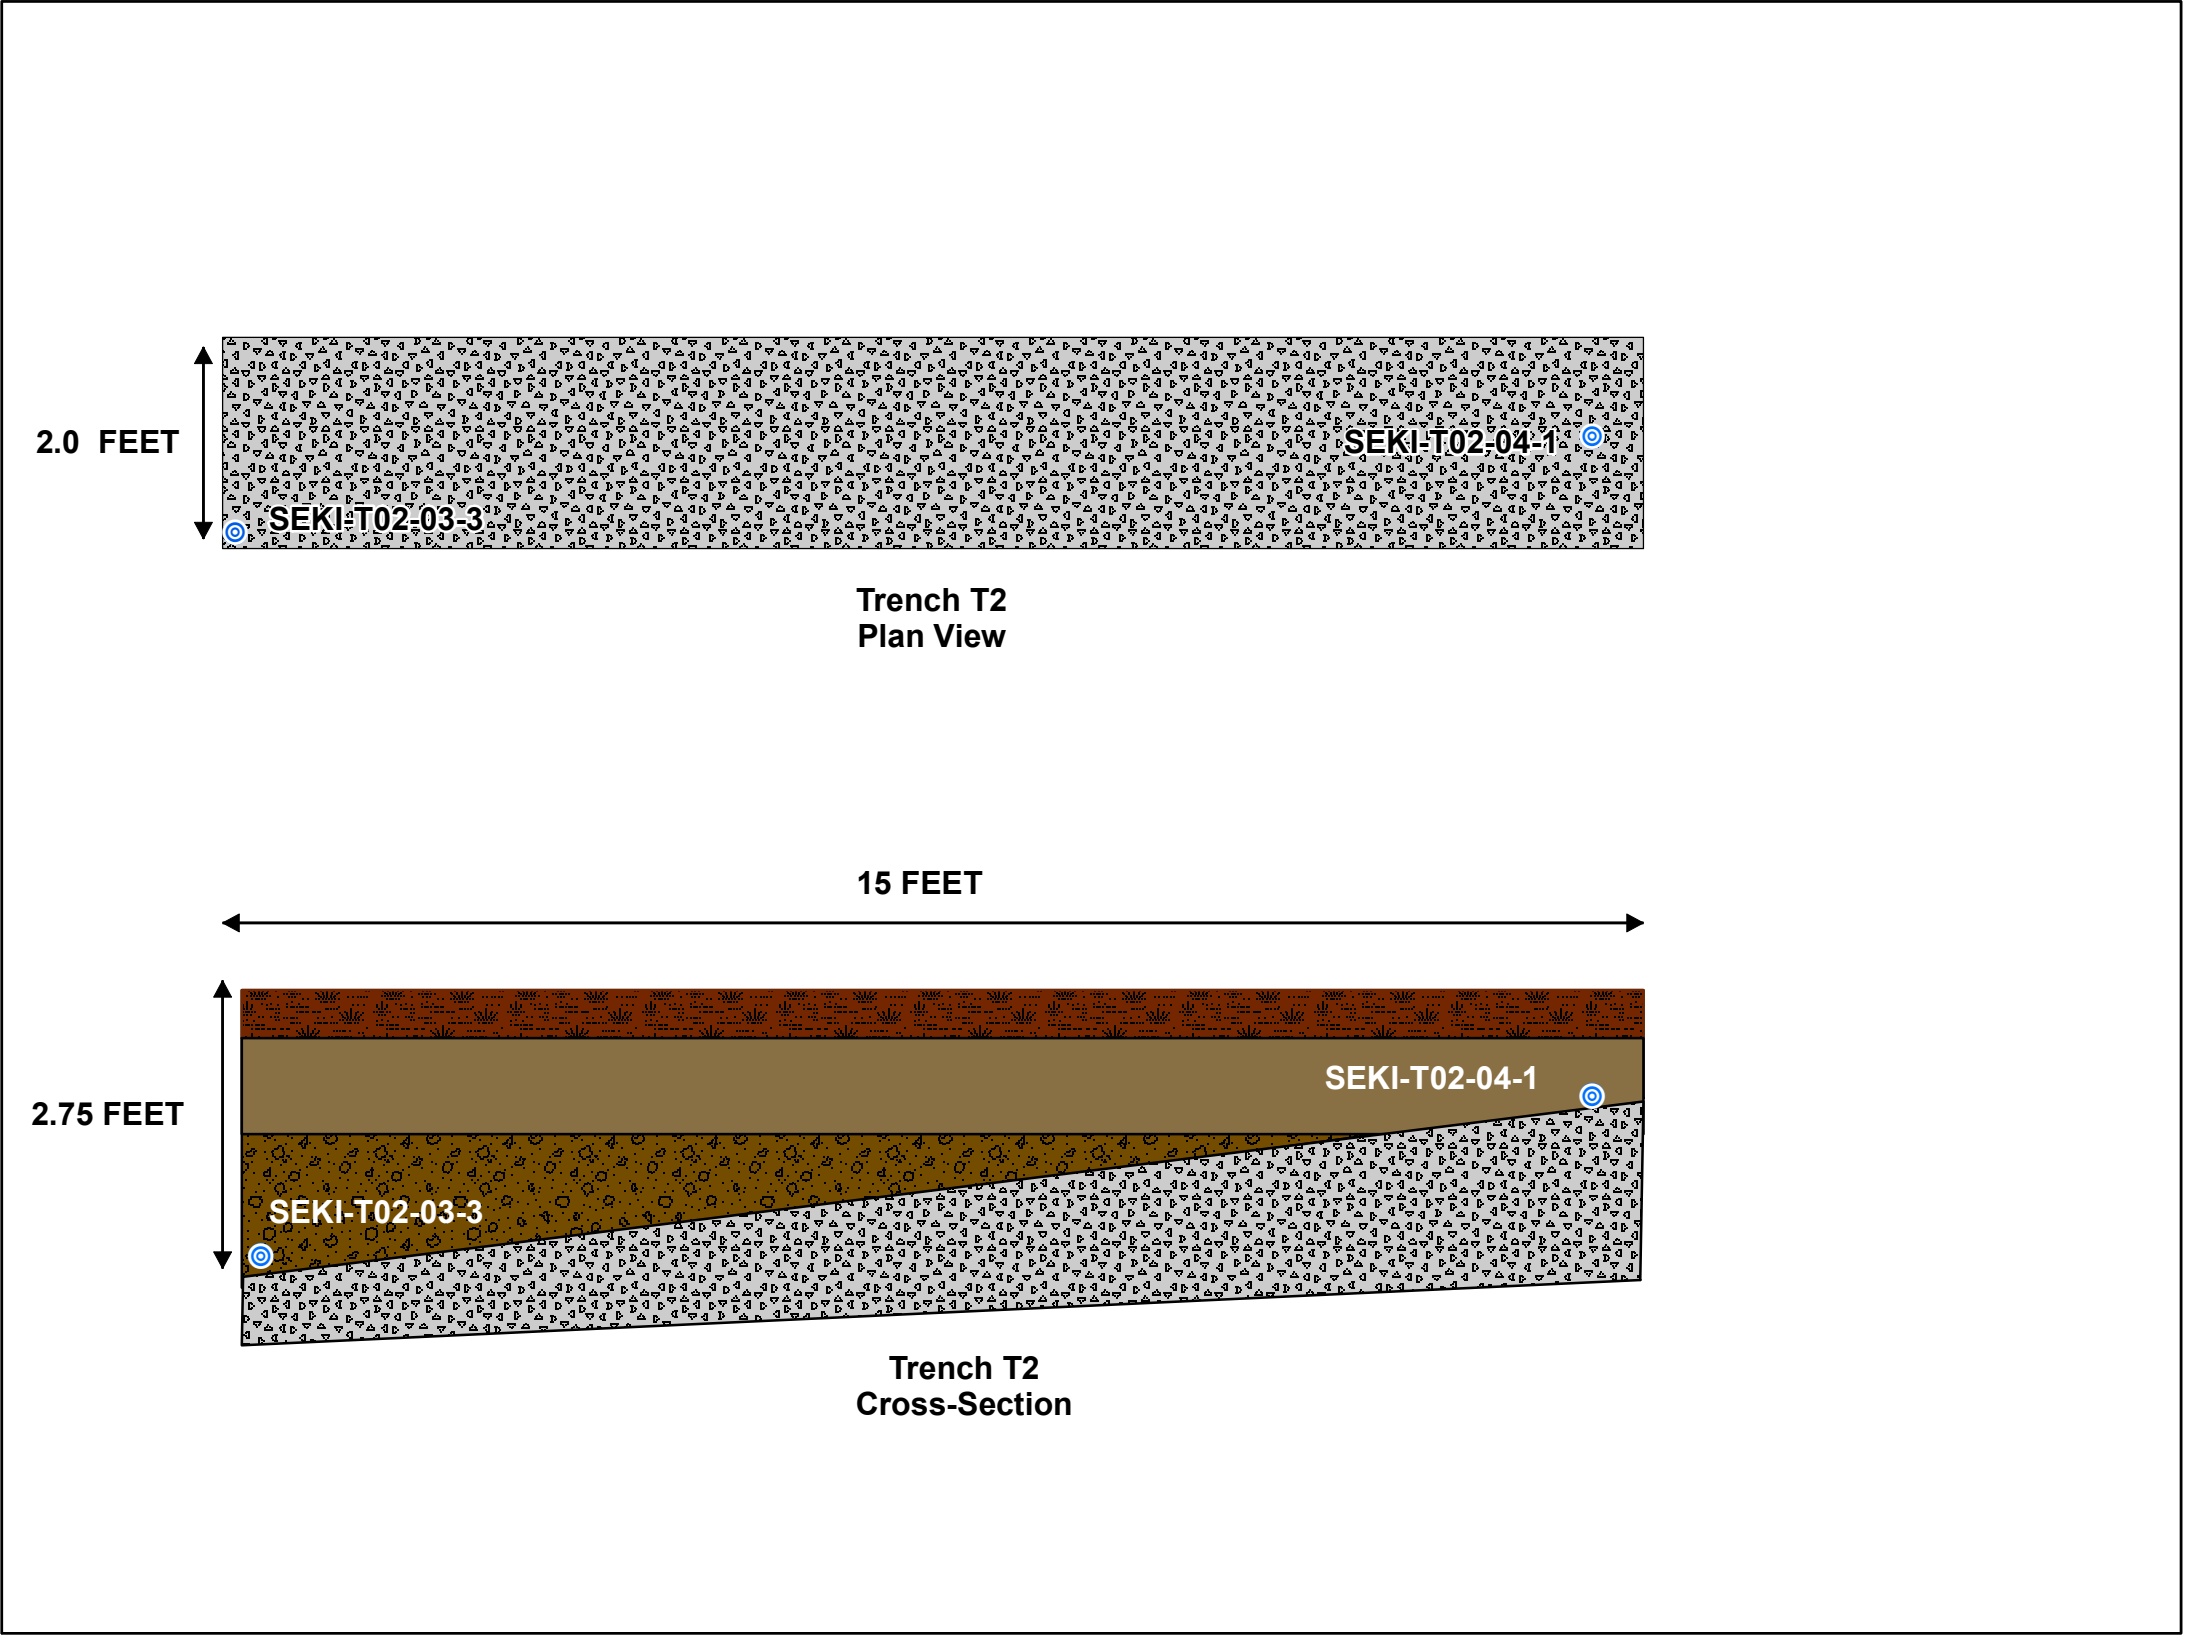 2.0 FEET
SEKI-T02-04-1
SEKI-T02-03-3
Trench T2
Plan View
15 FEET
2.75 FEET
SEKI-T02-04-1
SEKI-T02-03-3
Trench T2
Cross-Section